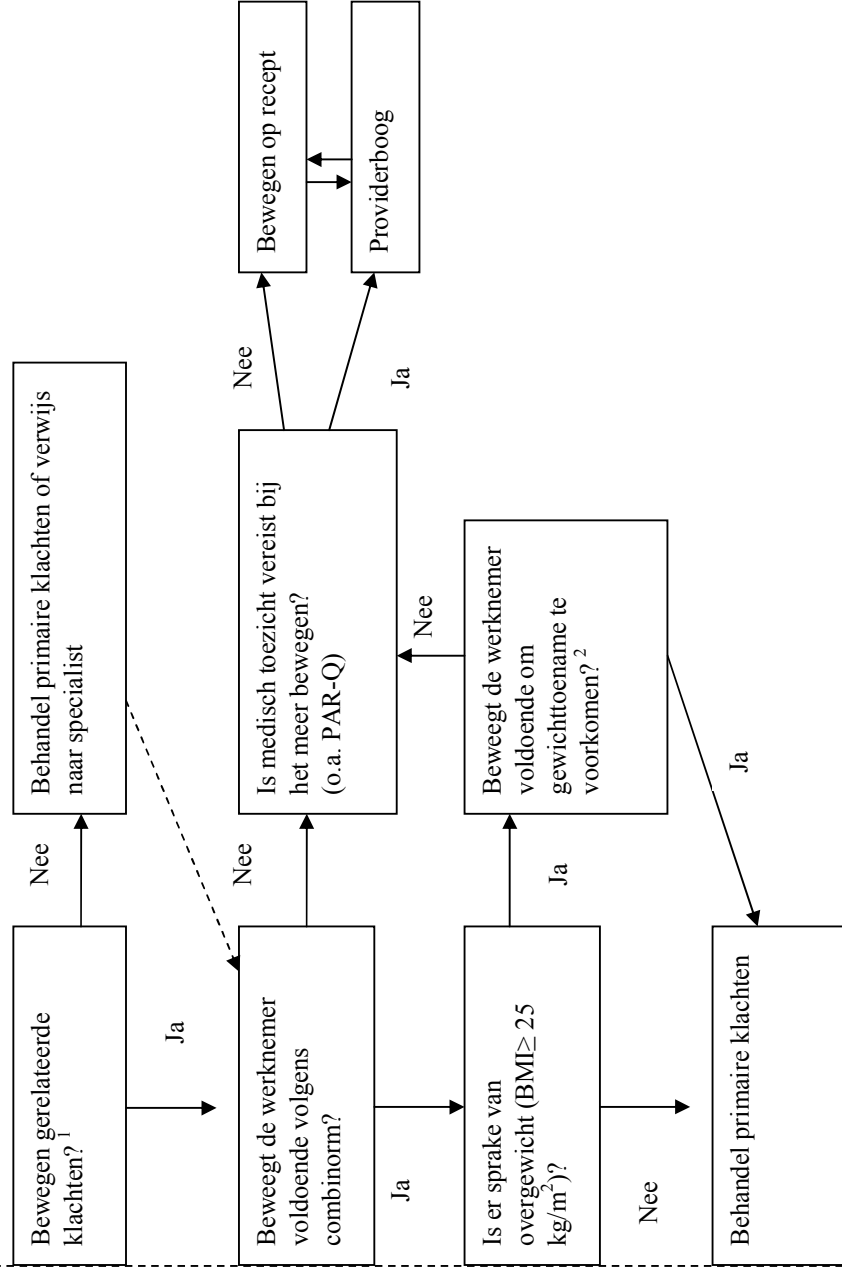 Bewegen gerelateerde
klachten? 1
Nee
Behandel primaire klachten of verwijs
naar specialist
Ja
Beweegt de werknemer
voldoende volgens
combinorm?
Nee
Is medisch toezicht vereist bij
het meer bewegen?
(o.a. PAR-Q)
Nee
Bewegen op recept
Ja
Providerboog
Ja
Is er sprake van
overgewicht (BMI≥ 25
kg/m2)?
Ja
Beweegt de werknemer
voldoende om
gewichttoename te
voorkomen? 2
Nee
Ja
Nee
Behandel primaire klachten